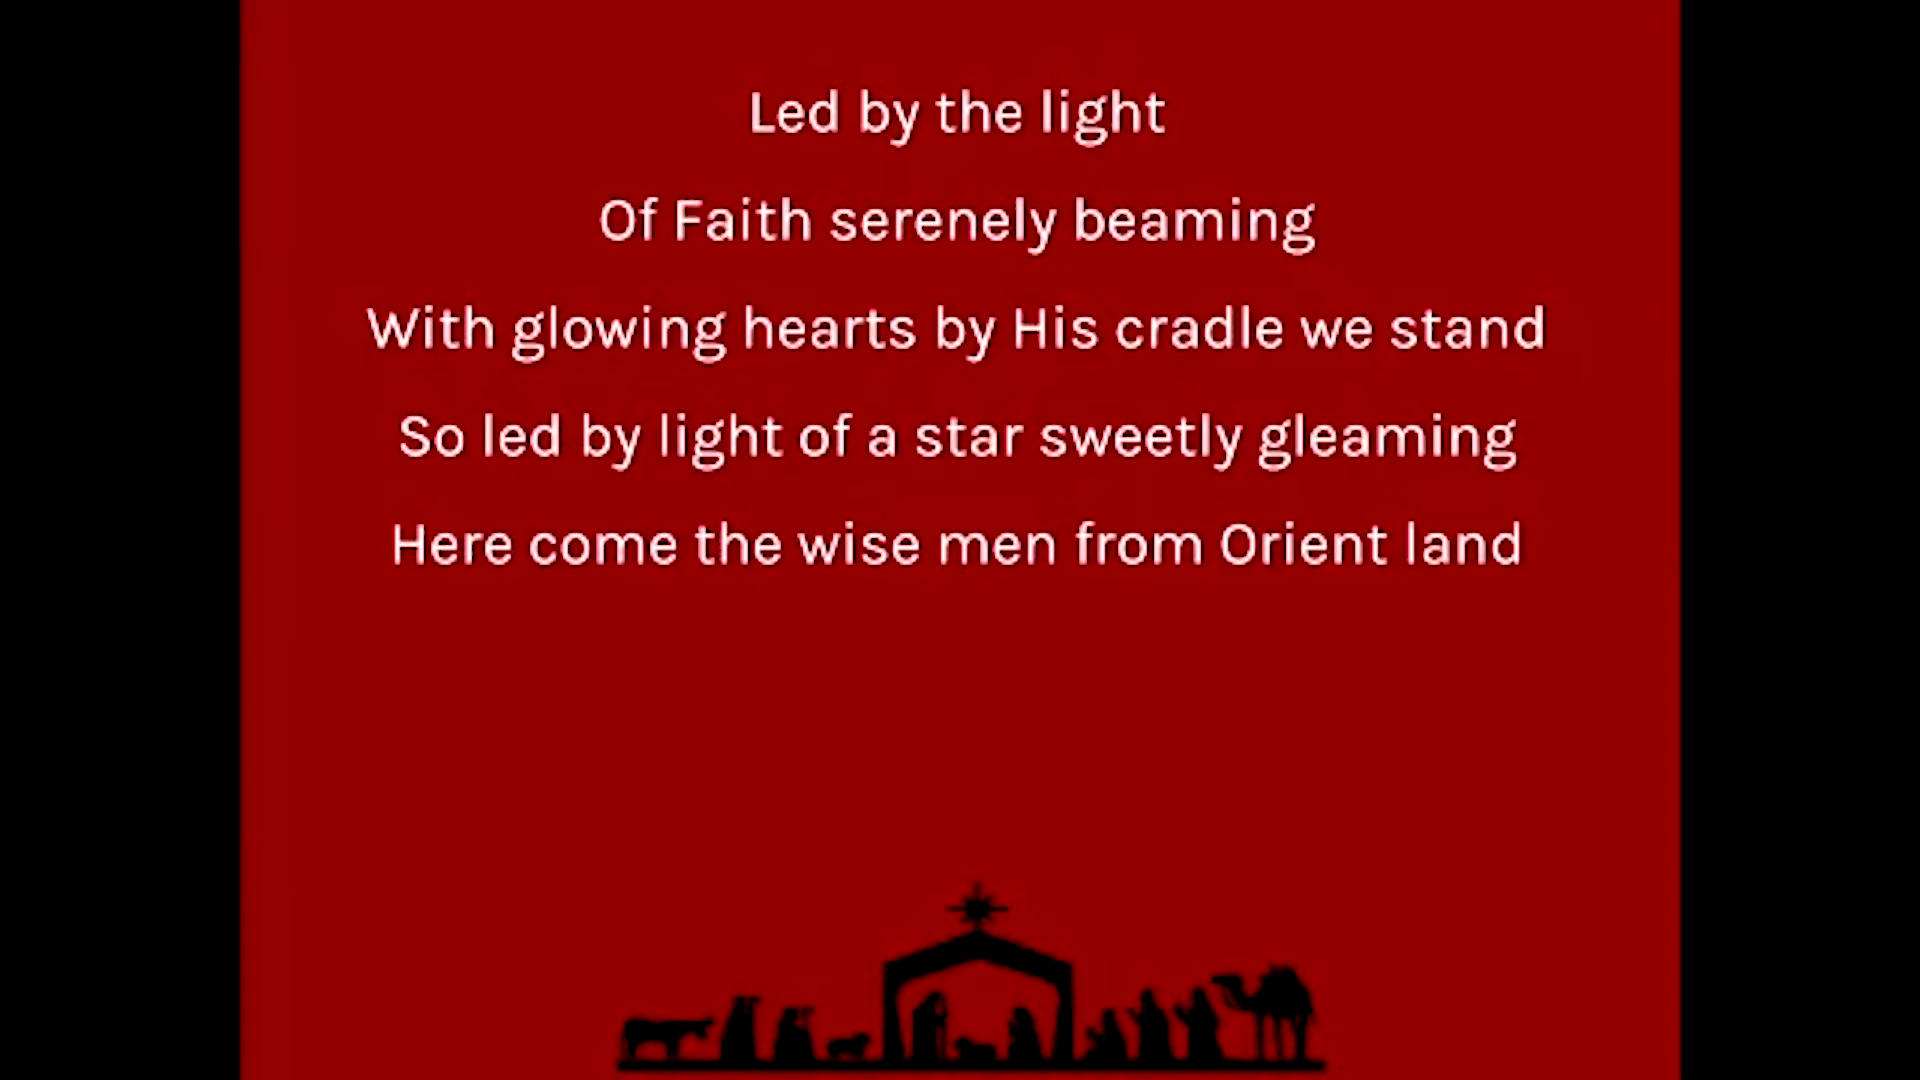 Led by the light
Of Faith serenely beaming
With glowing hearts by His cradle we stand
So led by light of a star sweetly gleaming
Here come the wise men from Orient land